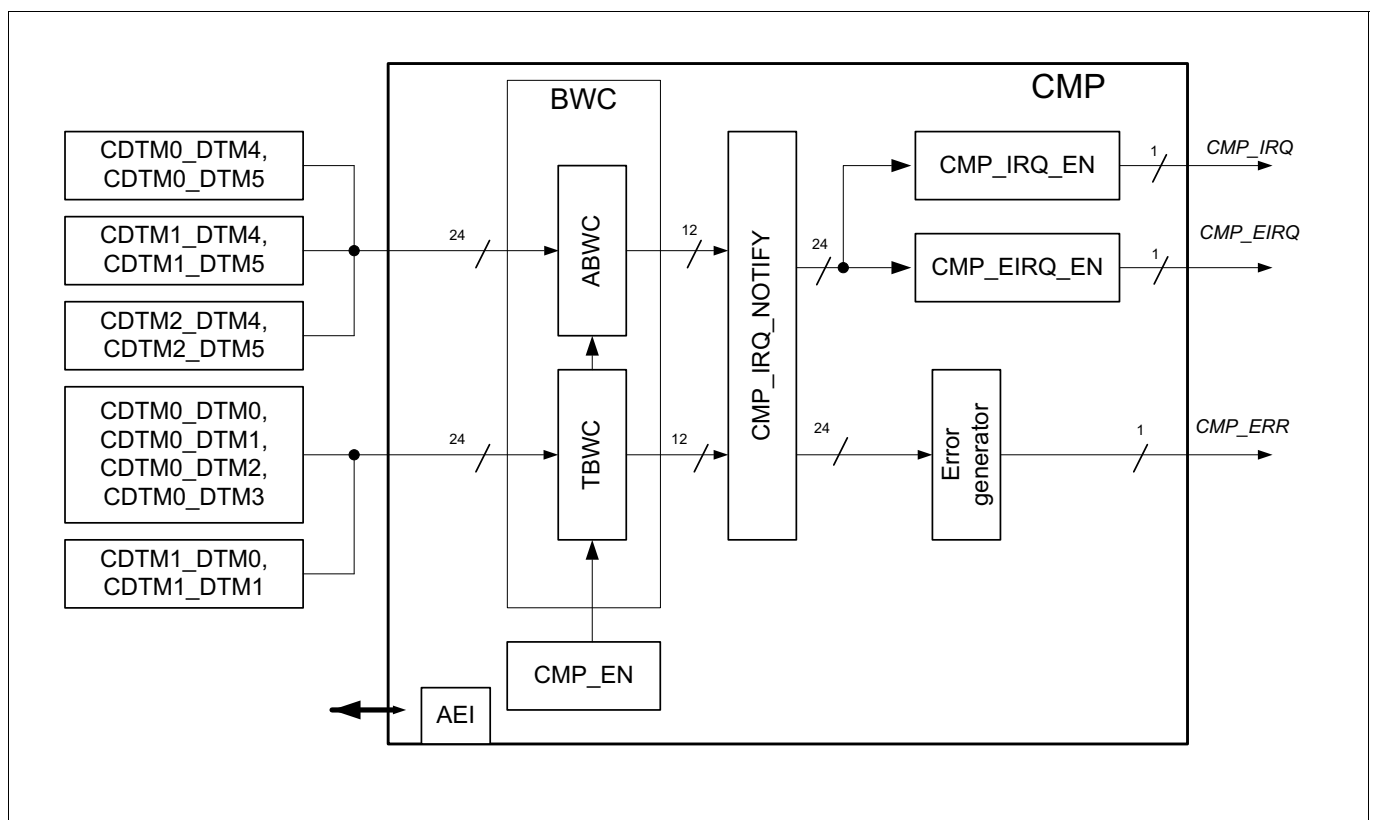 CMP
BWC
CDTM0_DTM4,
CDTM0_DTM5
CDTM1_DTM4,
CDTM1_DTM5
CDTM2_DTM4,
CDTM2_DTM5
CDTM0_DTM0,
CDTM0_DTM1,
CDTM0_DTM2,
CDTM0_DTM3
CDTM1_DTM0,
CDTM1_DTM1
24
24
ABWC
TBWC
12
12
CMP_EN
AEI
CMP_IRQ_NOTIFY
24
24
CMP_IRQ_EN
CMP_EIRQ_EN
Error
generator
1
CMP_IRQ
1
CMP_EIRQ
1
CMP_ERR